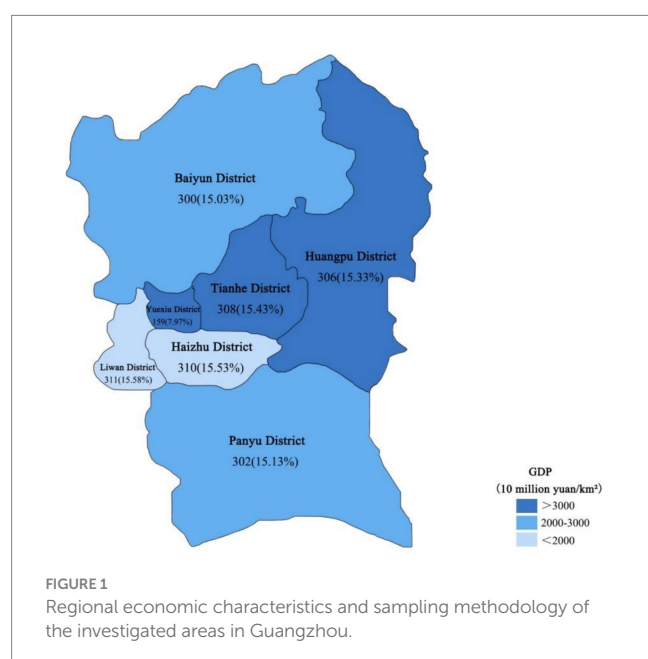 Baiyun District
300(15.03%)
Huangpu District
306(15.33%)
Tianhe District
308(15.43%)
Yuexiu District
159(7.97%)
Haizhu District
310(15.53%)
Liwan District
311(15.58%)
Panyu District
302(15.13%)
GDP
(10 million yuan/km²)
>3000
2000-3000
<2000
FIGURE 1
Regional economic characteristics and sampling methodology of
the investigated areas in Guangzhou.